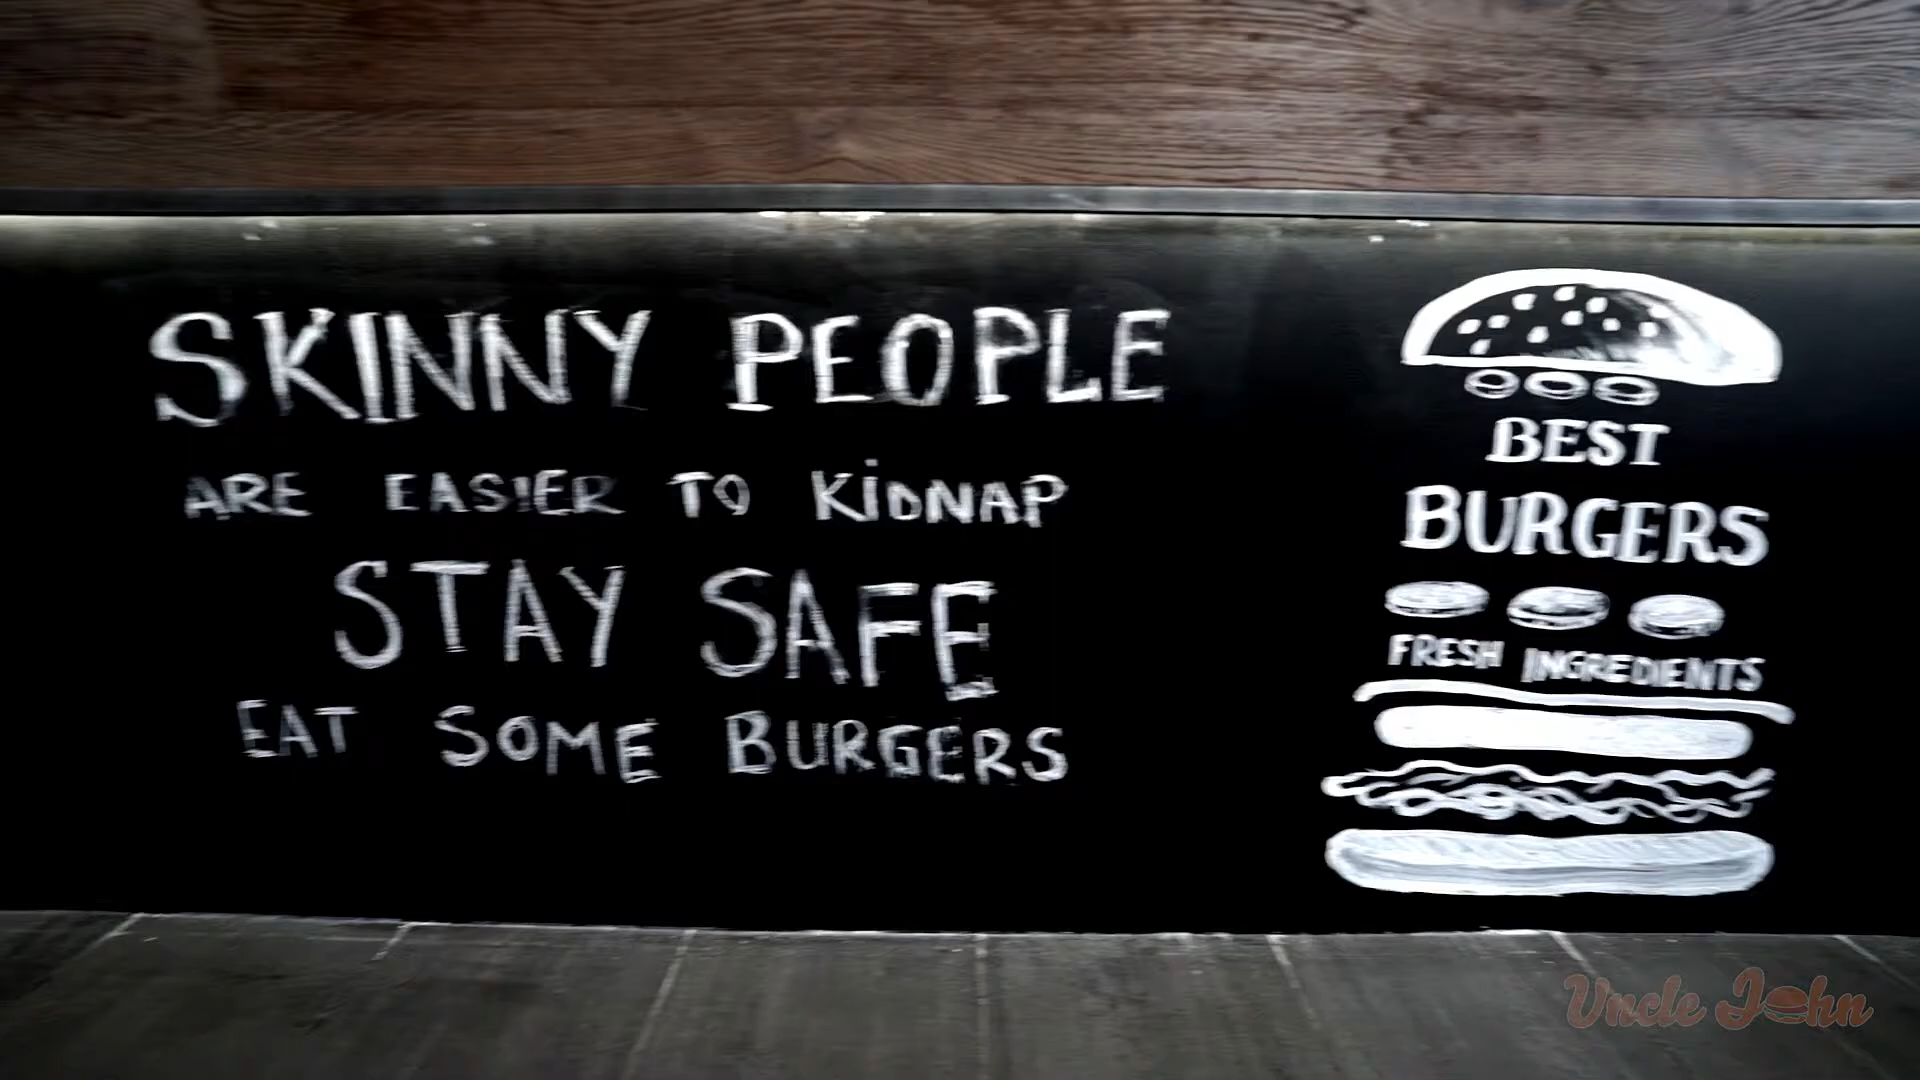 SKINNY PEOPLE
ARE EASIER TO KIDNAP
STAY SAFE
EAT SOME BURGERS
BEST
BURGERS
FRESH INGREDIENTS
Uncle John